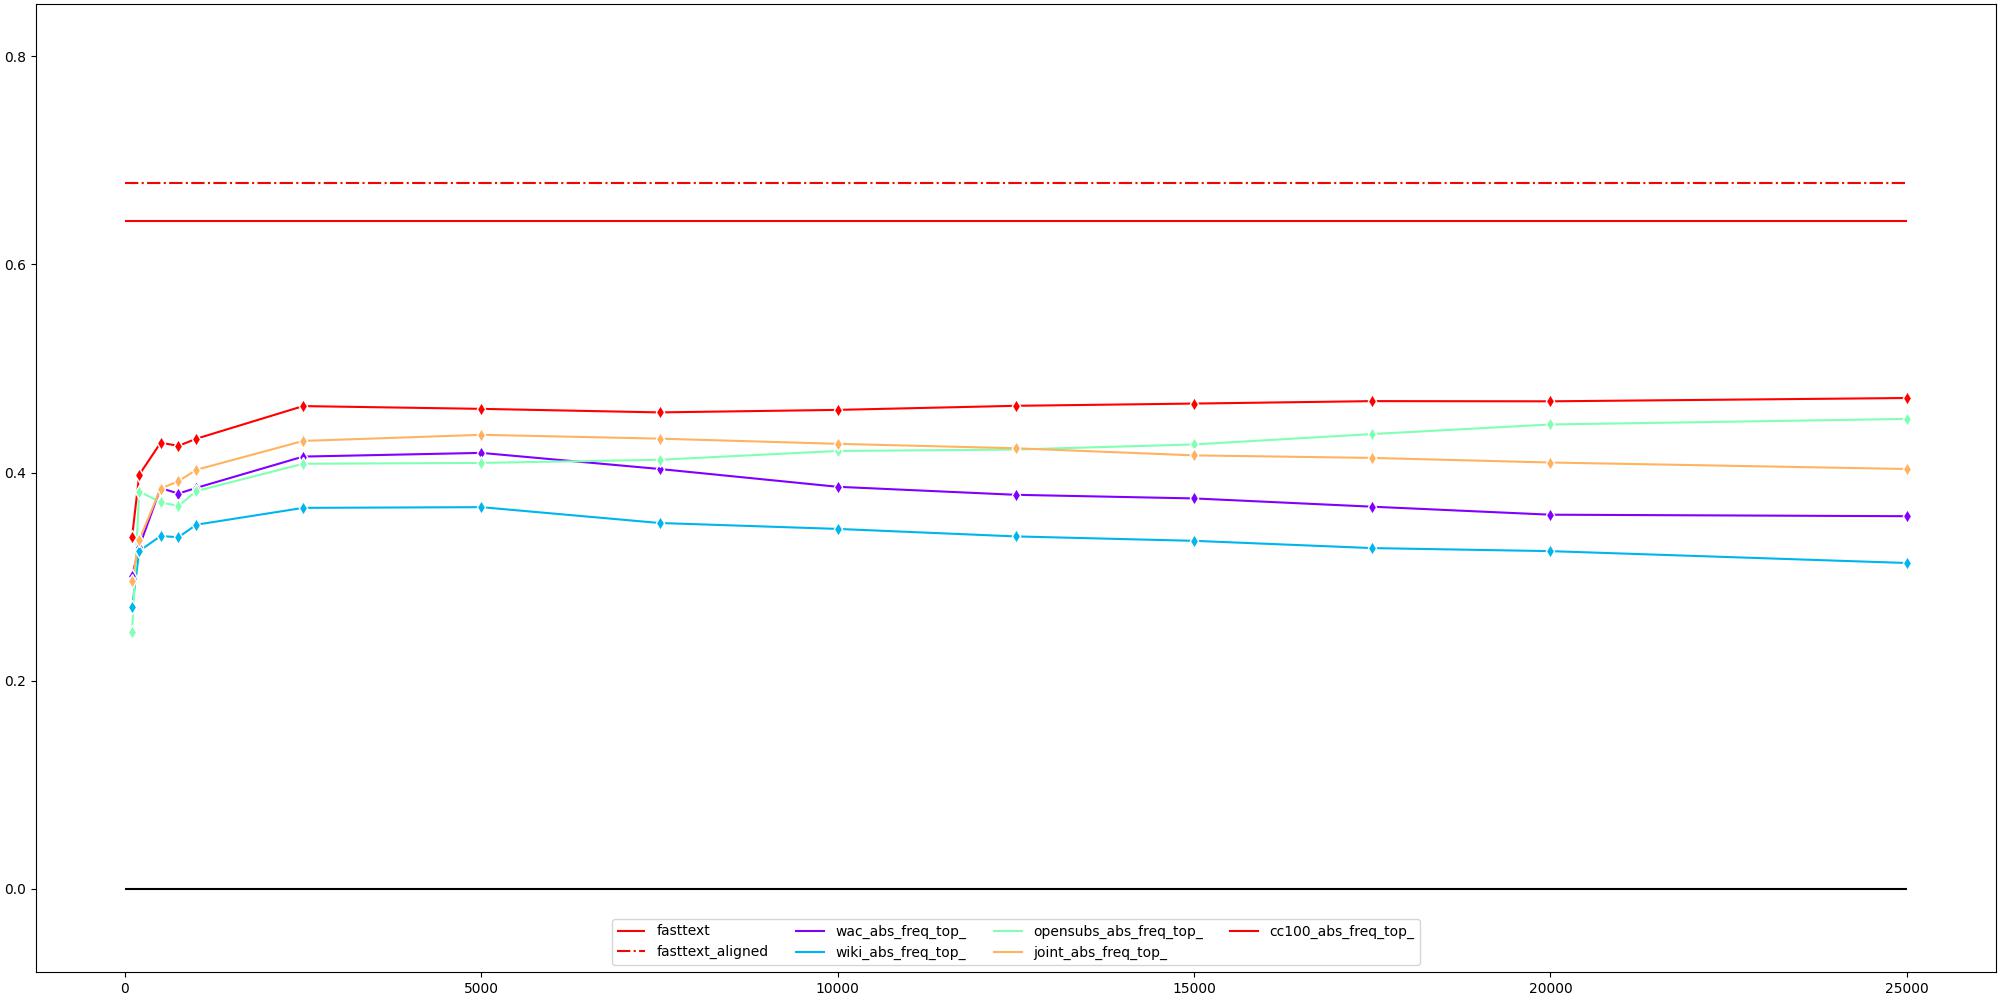 0.8
0.6
0.4
0.2
0.0
fasttext
fasttext_aligned
wac_abs_freq_top_
wiki_abs_freq_top_
opensubs_abs_freq_top_
joint_abs_freq_top_
cc100_abs_freq_top_
0 5000 10000 15000 20000 25000